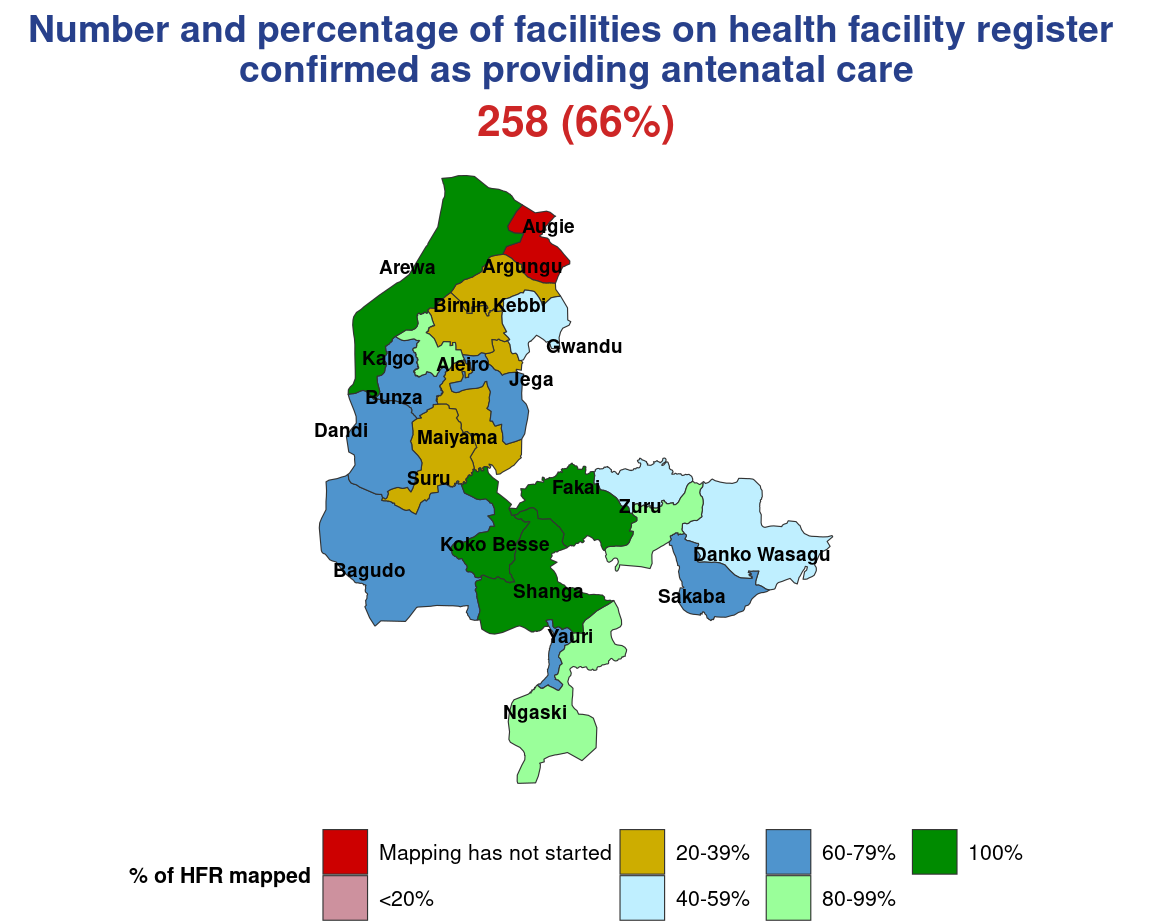 Number and percentage of facilities on health facility register
confirmed as providing antenatal care
258 (66%)
Augie
Arewa
Argungu
Birnin Kebbi
Gwandu
Kalgo
Aleiro
Jega
Bunza
Dandi
Maiyama
Suru
Fakai
Zuru
Koko Besse
Danko Wasagu
Bagudo
Shanga
Sakaba
Yauri
Ngaski
% of HFR mapped
Mapping has not started
20-39%
60-79%
100%
<20%
40-59%
80-99%